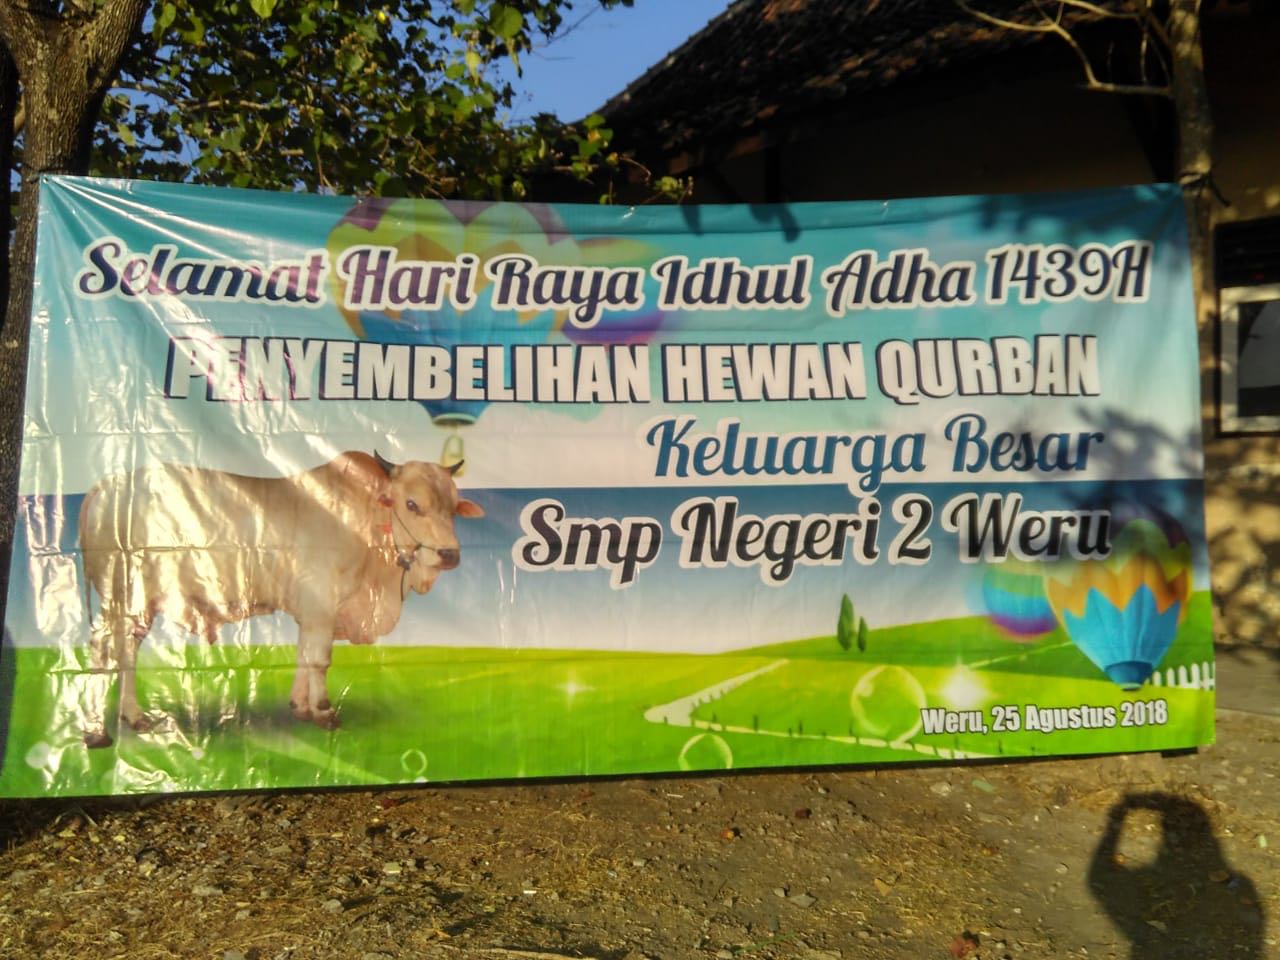 Selamat Hari Raya Idhul Adha 1439H
PENYEMBELIHAN HEWAN QURBAN
Keluarga Besar
Smp Negeri 2 Weru
Weru, 25 Agustus 2018